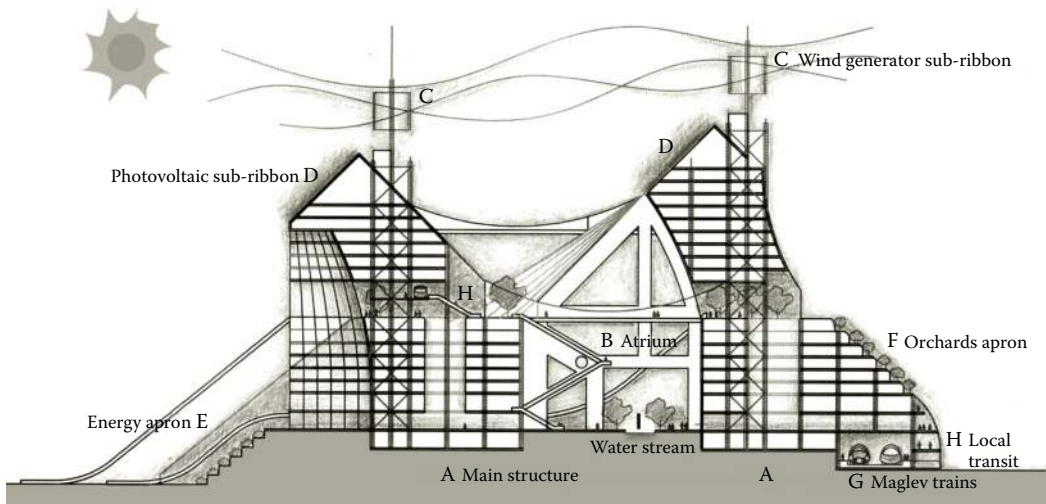 C Wind generator sub-ribbon
C
D
Photovoltaic sub-ribbon D
H
B Atrium
F Orchards apron
Energy apron E
H Local
transit
Water stream
A Main structure
A
G Maglev trains